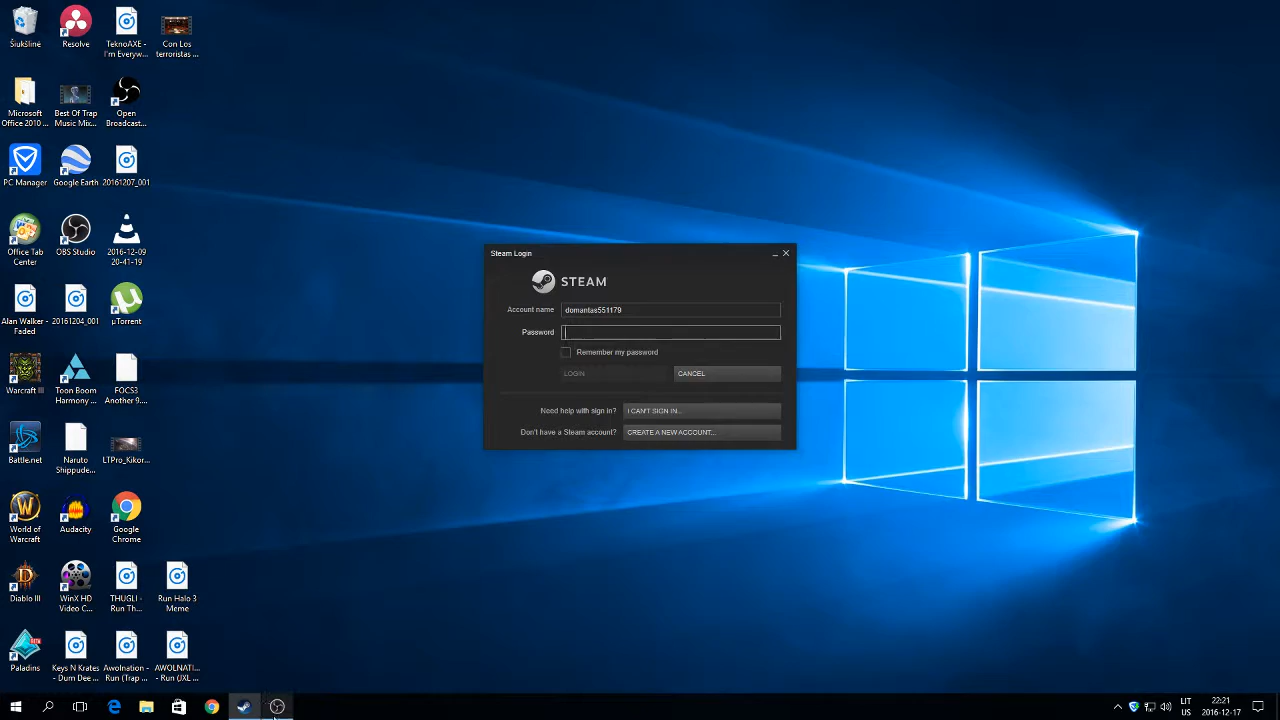 Šiukšlinė
Resolve
TeknoAXE -
I'm Everyw...
Con Los
terroristas ...
Microsoft
Office 2010 ...
Best Of Trap
Music Mix...
Open
Broadcast...
PC Manager
Google Earth
20161207_001
Office Tab
Center
OBS Studio
2016-12-09
20-41-19
Alan Walker -
Faded
20161204_001
µTorrent
Warcraft III
Toon Boom
Harmony ...
FOCS3
Another 9....
Battle.net
Naruto
Shippude...
LTPro_Kikor...
World of
Warcraft
Audacity
Google
Chrome
Diablo III
WinX HD
Video C...
THUGLI -
Run Th...
Run Halo 3
Meme
BETA
Paladins
Keys N Krates
- Dum Dee ...
Awolnation -
Run (Trap ...
AWOLNATI...
- Run (JXL ...
Steam Login
STEAM
Account name
domantas551179
Password
Remember my password
LOGIN
CANCEL
Need help with sign in?
I CAN'T SIGN IN...
Don't have a Steam account?
CREATE A NEW ACCOUNT...
LIT
US
22:21
2016-12-17